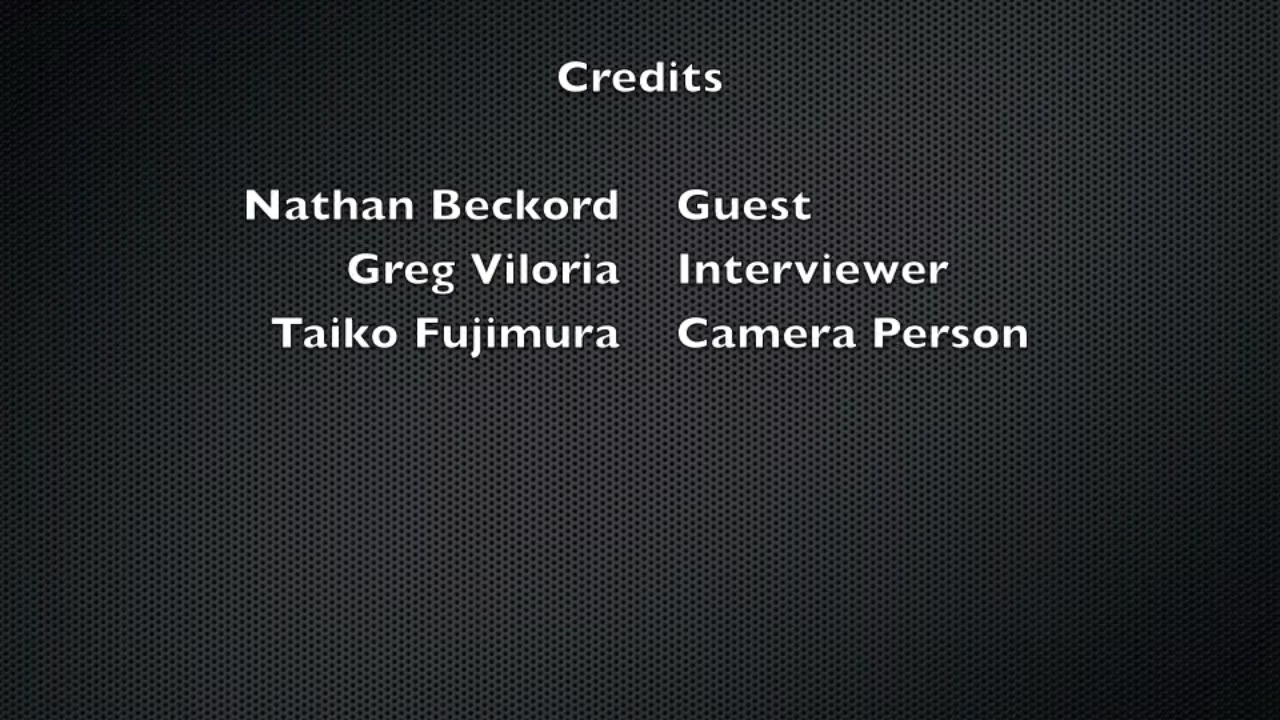 Credits
Nathan Beckord Guest
Greg Viloria Interviewer
Taiko Fujimura Camera Person